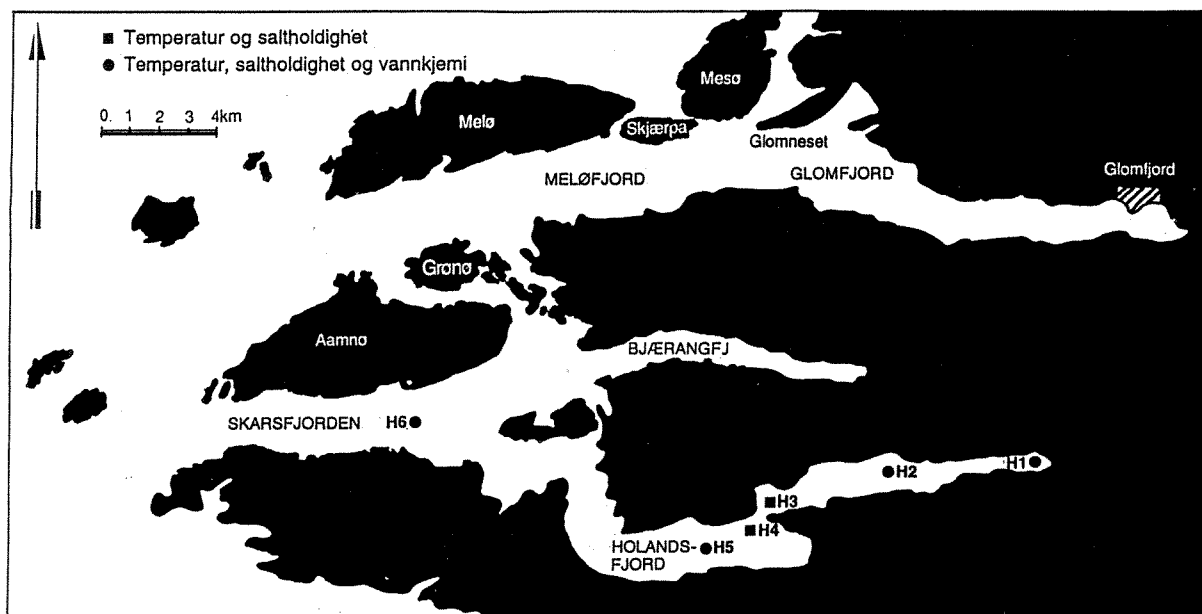 ■ Temperatur og saltholdighet
● Temperatur, saltholdighet og vannkjemi
0. 1 2 3 4km
Mesø
Melø
Skjærpa
Glomneset
Glomfjord
MELØFJORD
GLOMFJORD
Grønø
Aamnø
BJÆRANGFJ
SKARSFJORDEN
H6
H1
H2
H3
H4
HOLANDS-
FJORD
H5